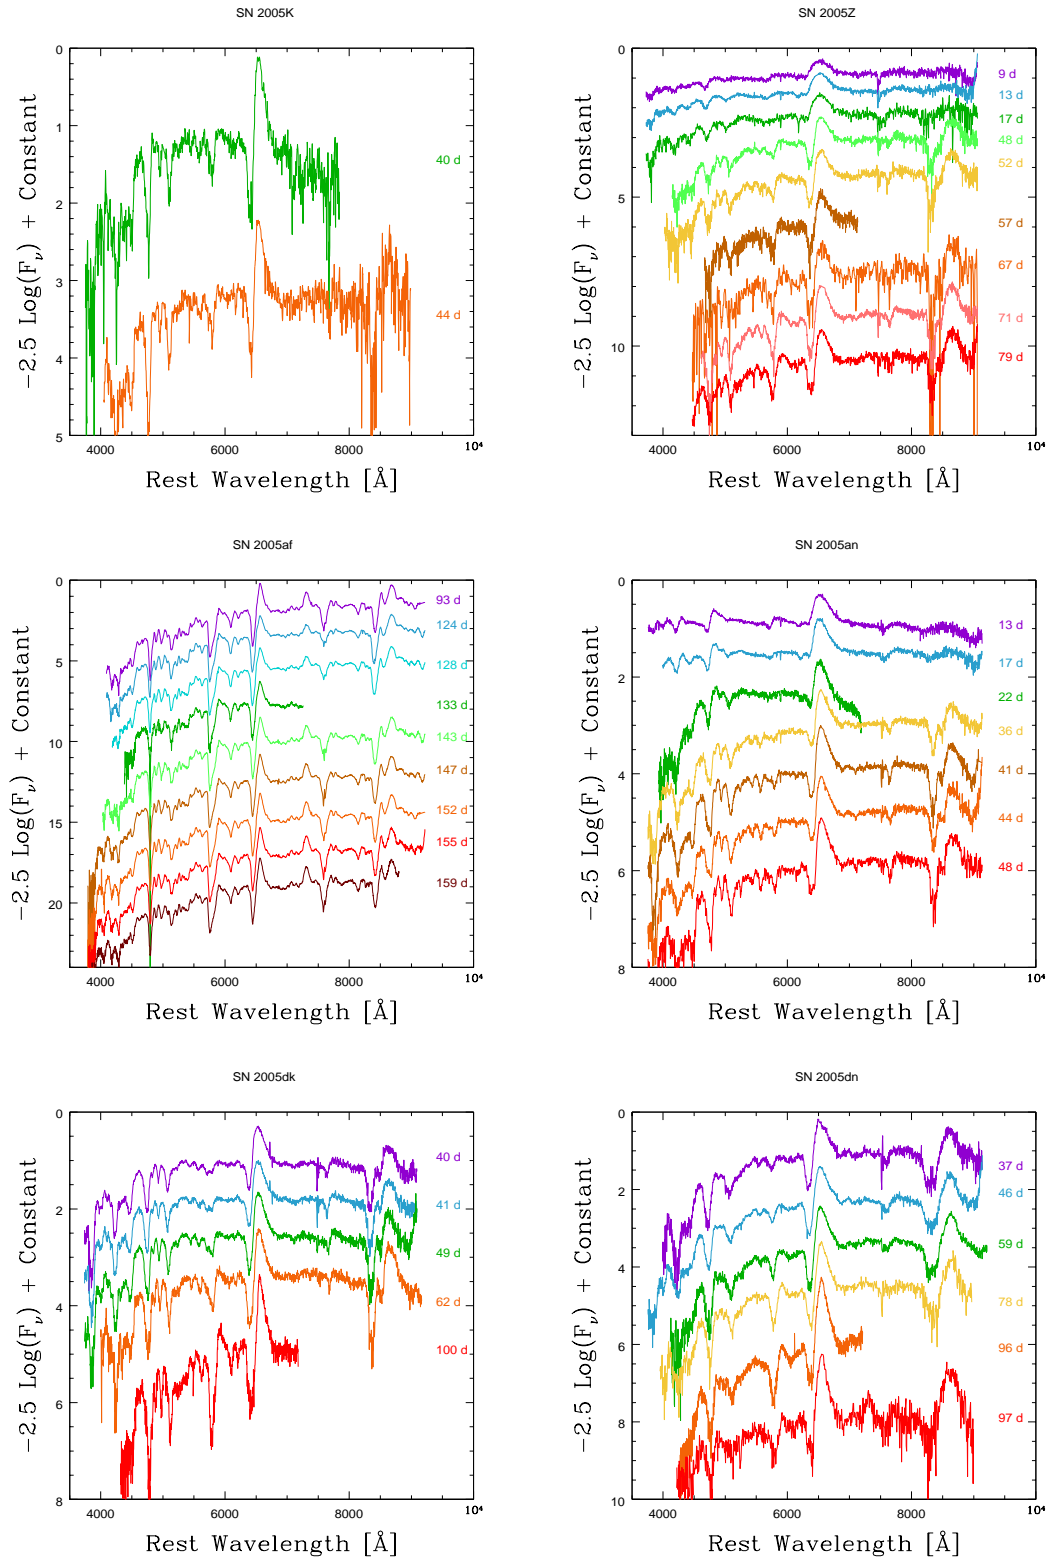 SN 2005K
0
1
2
3
4
5
40 d
44 d
4000
6000
8000
10⁴
−2.5 Log(Fν) + Constant
Rest Wavelength [Å]
SN 2005Z
0
5
10
9 d
13 d
17 d
48 d
52 d
57 d
67 d
71 d
79 d
4000
6000
8000
10⁴
−2.5 Log(Fν) + Constant
Rest Wavelength [Å]
SN 2005af
0
5
10
15
20
93 d
124 d
128 d
133 d
143 d
147 d
152 d
155 d
159 d
4000
6000
8000
10⁴
−2.5 Log(Fν) + Constant
Rest Wavelength [Å]
SN 2005an
0
2
4
6
8
13 d
17 d
22 d
36 d
41 d
44 d
48 d
4000
6000
8000
10⁴
−2.5 Log(Fν) + Constant
Rest Wavelength [Å]
SN 2005dk
0
2
4
6
8
40 d
41 d
49 d
62 d
100 d
4000
6000
8000
10⁴
−2.5 Log(Fν) + Constant
Rest Wavelength [Å]
SN 2005dn
0
2
4
6
8
10
37 d
46 d
59 d
78 d
96 d
97 d
4000
6000
8000
10⁴
−2.5 Log(Fν) + Constant
Rest Wavelength [Å]